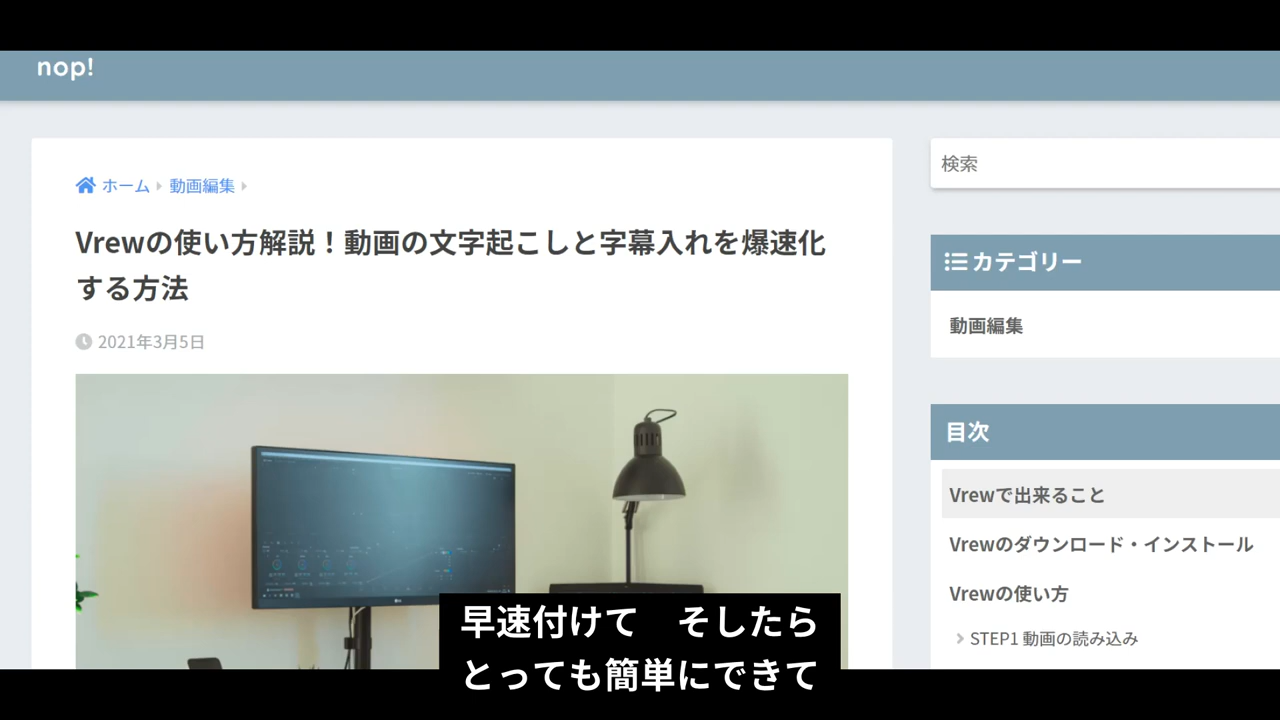 nop!
ホーム 動画編集
Vrewの使い方解説！動画の文字起こしと字幕入れを爆速化
する方法
2021年3月5日
検索
カテゴリー
動画編集
目次
Vrewで出来ること
Vrewのダウンロード・インストール
Vrewの使い方
STEP1 動画の読み込み
早速付けて　そしたら
とっても簡単にできて